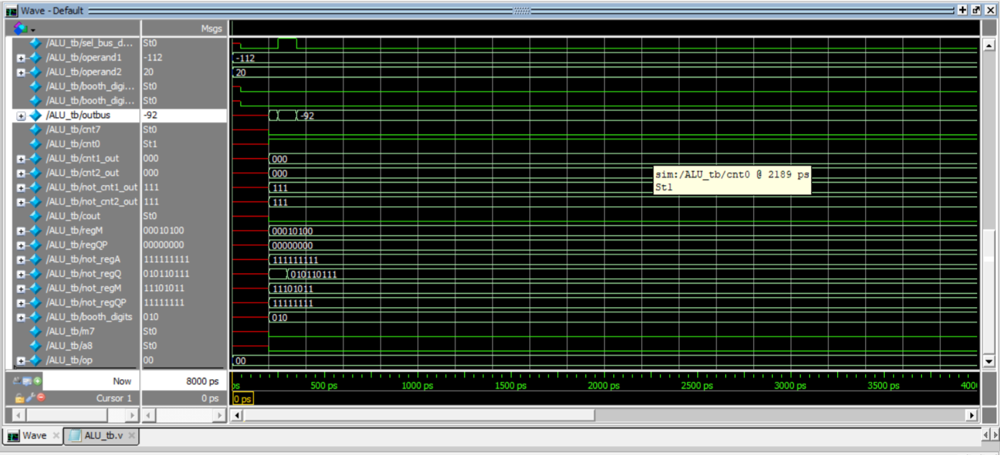 Wave - Default
Msgs
/ALU_tb/sel_bus_d... St0
/ALU_tb/operand1 -112 -112
/ALU_tb/operand2 20 20
/ALU_tb/booth_digi... St0
/ALU_tb/booth_digi... St0
/ALU_tb/outbus -92 -92
/ALU_tb/cnt7 St0
/ALU_tb/cnt0 St1
/ALU_tb/cnt1_out 000 000
/ALU_tb/cnt2_out 000 000
/ALU_tb/not_cnt1_out 111 111
/ALU_tb/not_cnt2_out 111 111
sim:/ALU_tb/cnt0 @ 2189 ps
St1
/ALU_tb/cout St0
/ALU_tb/regM 00010100 00010100
/ALU_tb/regQP 00000000 00000000
/ALU_tb/not_regA 111111111 111111111
/ALU_tb/not_regQ 010110111 010110111
/ALU_tb/not_regM 11101011 11101011
/ALU_tb/not_regQP 11111111 11111111
/ALU_tb/booth_digits 010 010
/ALU_tb/m7 St0
/ALU_tb/a8 St0
/ALU_tb/op 00 00
Now 8000 ps ps 500 ps 1000 ps 1500 ps 2000 ps 2500 ps 3000 ps 3500 ps 400
Cursor 1 0 ps 0 ps
Wave ALU_tb.v